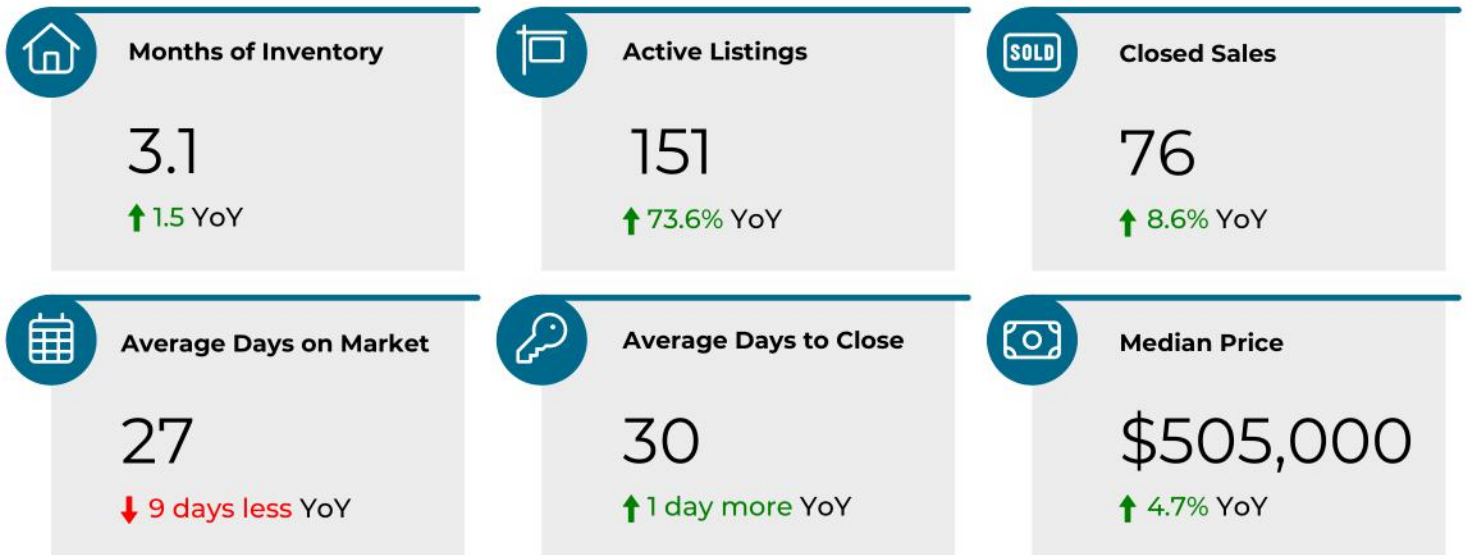 Months of Inventory
3.1
↑ 1.5 YoY
Active Listings
151
↑ 73.6% YoY
SOLD
Closed Sales
76
↑ 8.6% YoY
Average Days on Market
27
↓ 9 days less YoY
Average Days to Close
30
↑ 1 day more YoY
Median Price
$505,000
↑ 4.7% YoY